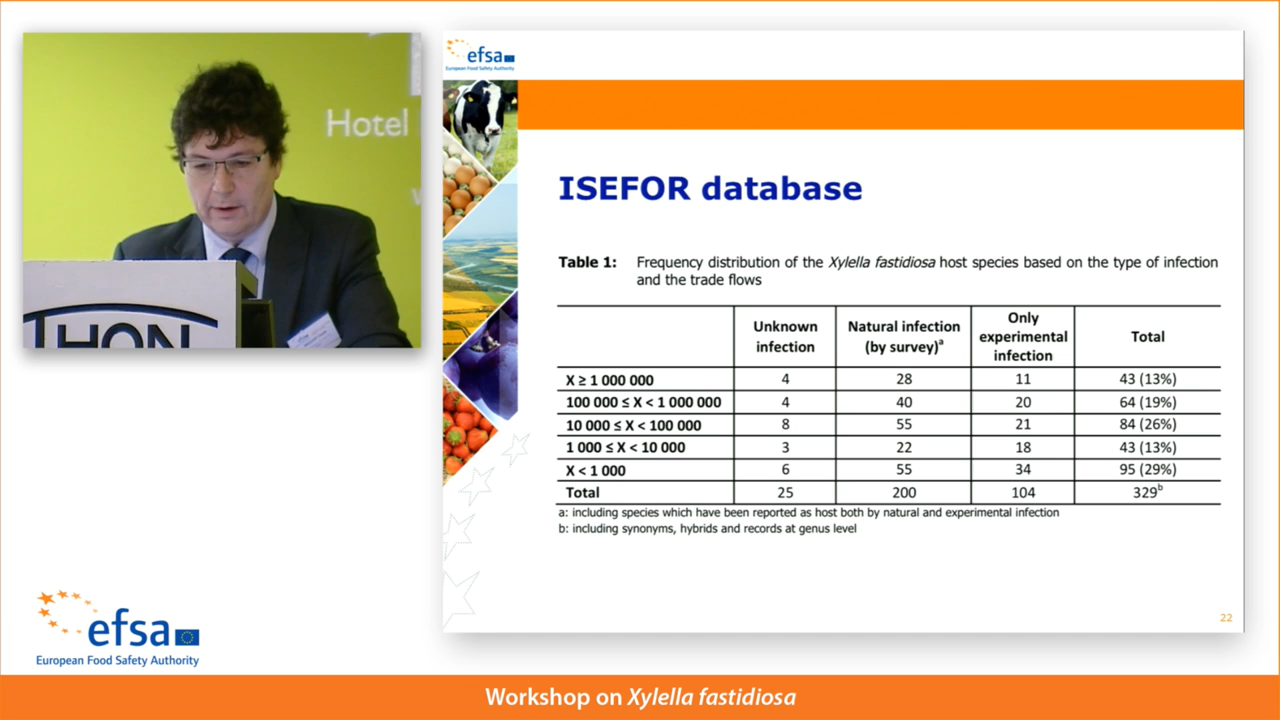 Hotel
THON
efsa
European Food Safety Authority
ISEFOR database
Table 1: Frequency distribution of the Xylella fastidiosa host species based on the type of infection
and the trade flows
Unknown infection | Natural infection (by survey)a | Only experimental infection | Total
X ≥ 1 000 000 | 4 | 28 | 11 | 43 (13%)
100 000 ≤ X < 1 000 000 | 4 | 40 | 20 | 64 (19%)
10 000 ≤ X < 100 000 | 8 | 55 | 21 | 84 (26%)
1 000 ≤ X < 10 000 | 3 | 22 | 18 | 43 (13%)
X < 1 000 | 6 | 55 | 34 | 95 (29%)
Total | 25 | 200 | 104 | 329b
a: including species which have been reported as host both by natural and experimental infection
b: including synonyms, hybrids and records at genus level
22
efsa
European Food Safety Authority
Workshop on Xylella fastidiosa